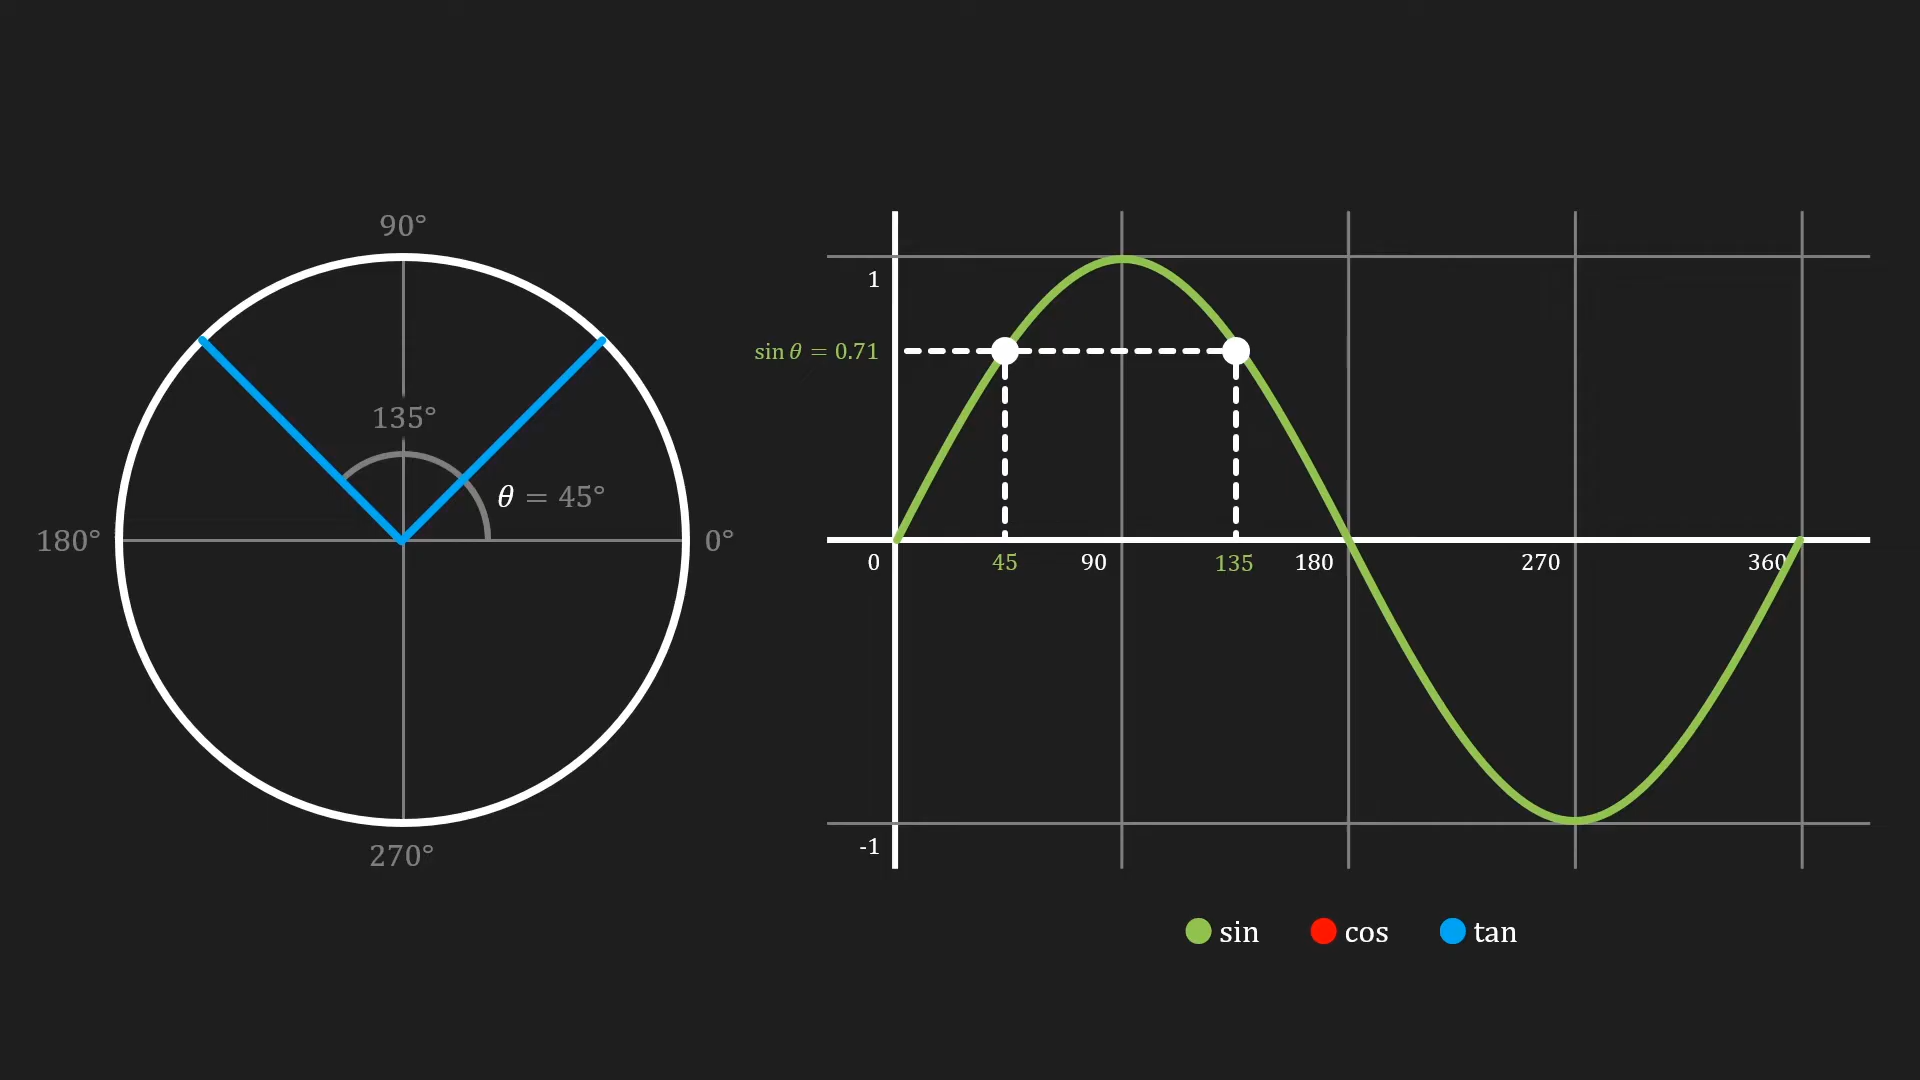 90°
135°
θ = 45°
180°
0°
270°
1
sin θ = 0.71
0
45
90
135
180
270
360
-1
sin
cos
tan